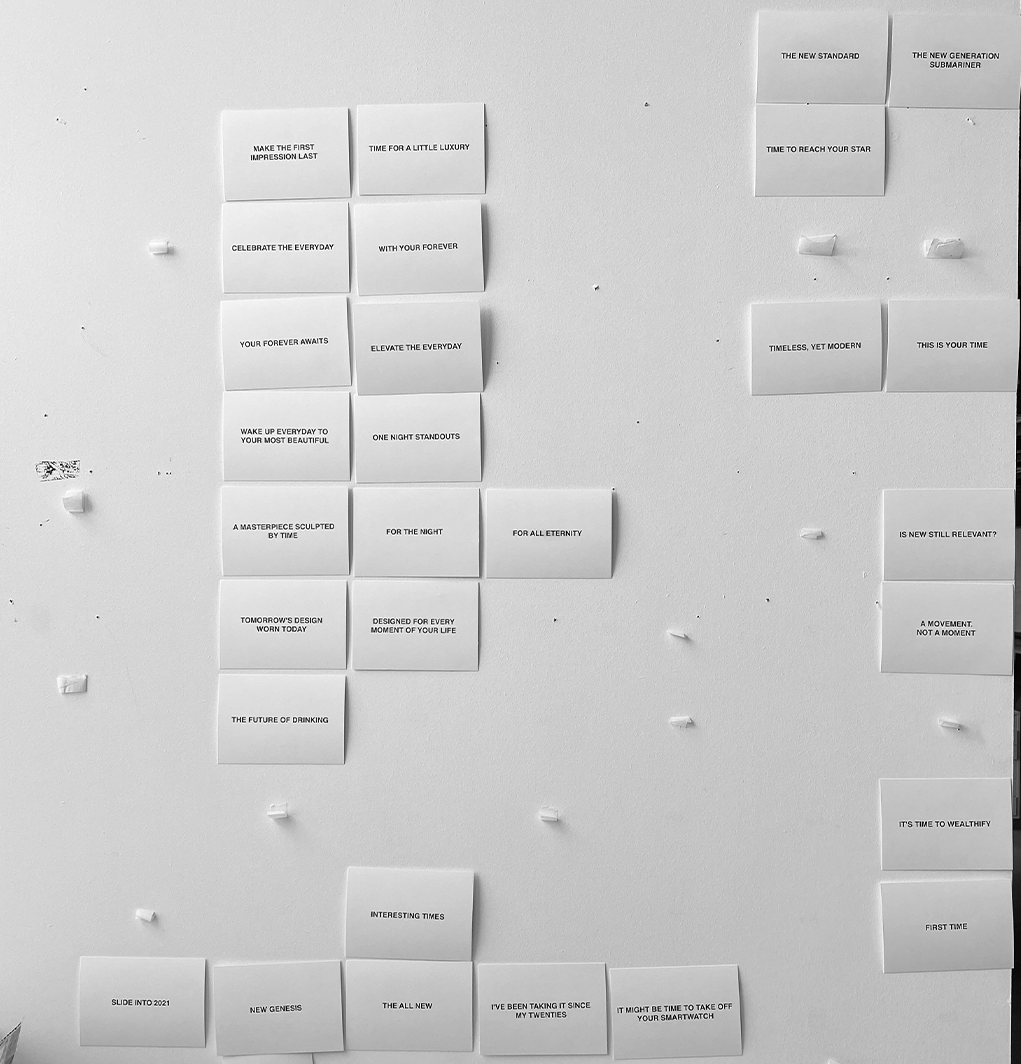 THE NEW STANDARD
THE NEW GENERATION
SUBMARINER
TIME TO REACH YOUR STAR
MAKE THE FIRST
IMPRESSION LAST
TIME FOR A LITTLE LUXURY
CELEBRATE THE EVERYDAY
WITH YOUR FOREVER
YOUR FOREVER AWAITS
ELEVATE THE EVERYDAY
TIMELESS, YET MODERN
THIS IS YOUR TIME
WAKE UP EVERYDAY TO
YOUR MOST BEAUTIFUL
ONE NIGHT STANDOUTS
A MASTERPIECE SCULPTED
BY TIME
FOR THE NIGHT
FOR ALL ETERNITY
IS NEW STILL RELEVANT?
TOMORROW'S DESIGN
WORN TODAY
DESIGNED FOR EVERY
MOMENT OF YOUR LIFE
A MOVEMENT.
NOT A MOMENT
THE FUTURE OF DRINKING
IT'S TIME TO WEALTHIFY
INTERESTING TIMES
FIRST TIME
SLIDE INTO 2021
NEW GENESIS
THE ALL NEW
I'VE BEEN TAKING IT SINCE
MY TWENTIES
IT MIGHT BE TIME TO TAKE OFF
YOUR SMARTWATCH